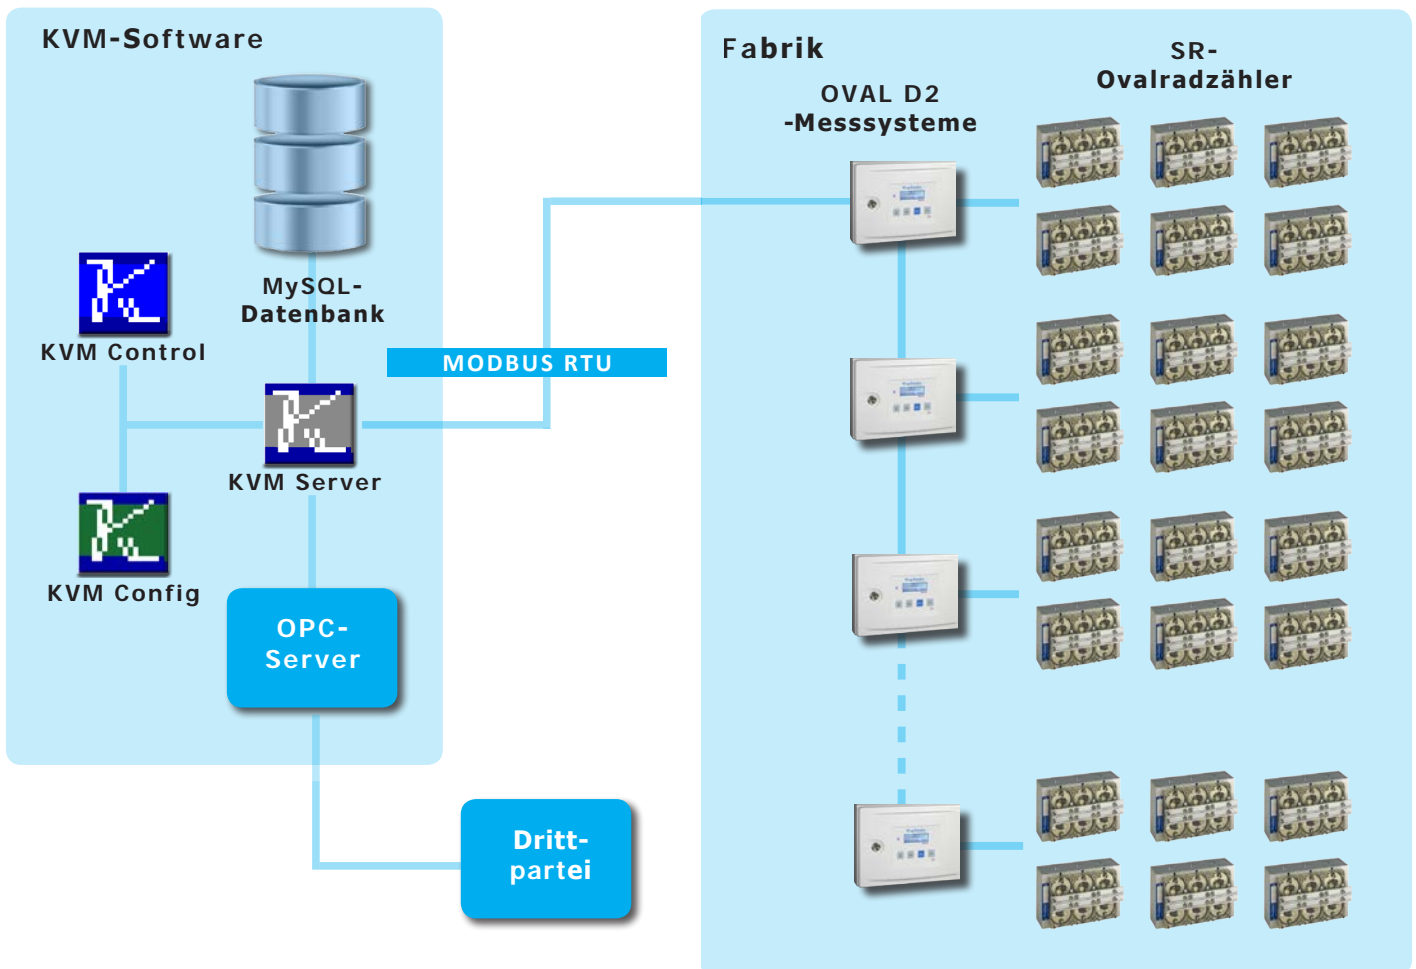 KVM-Software
Fabrik
SR-
Ovalradzähler
OVAL D2
-Messsysteme
MySQL-
Datenbank
KVM Control
MODBUS RTU
KVM Server
KVM Config
OPC-
Server
Dritt-
partei